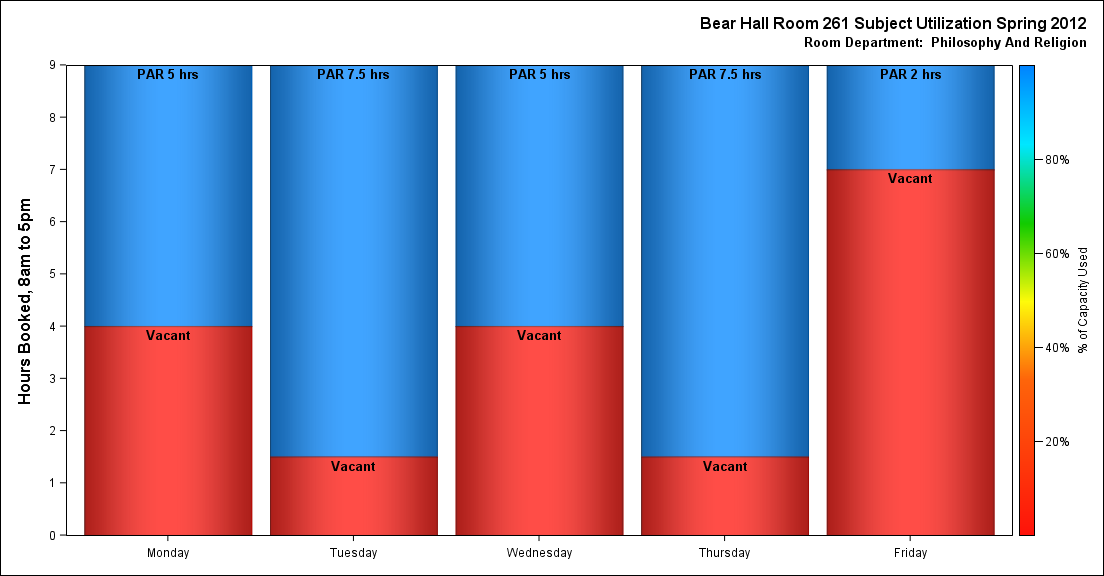 Bear Hall Room 261 Subject Utilization Spring 2012
Room Department:  Philosophy And Religion
Hours Booked, 8am to 5pm
9
8
7
6
5
4
3
2
1
0
PAR 5 hrs
PAR 7.5 hrs
PAR 5 hrs
PAR 7.5 hrs
PAR 2 hrs
Vacant
Vacant
Vacant
Vacant
Vacant
Monday
Tuesday
Wednesday
Thursday
Friday
80%
60%
40%
20%
% of Capacity Used